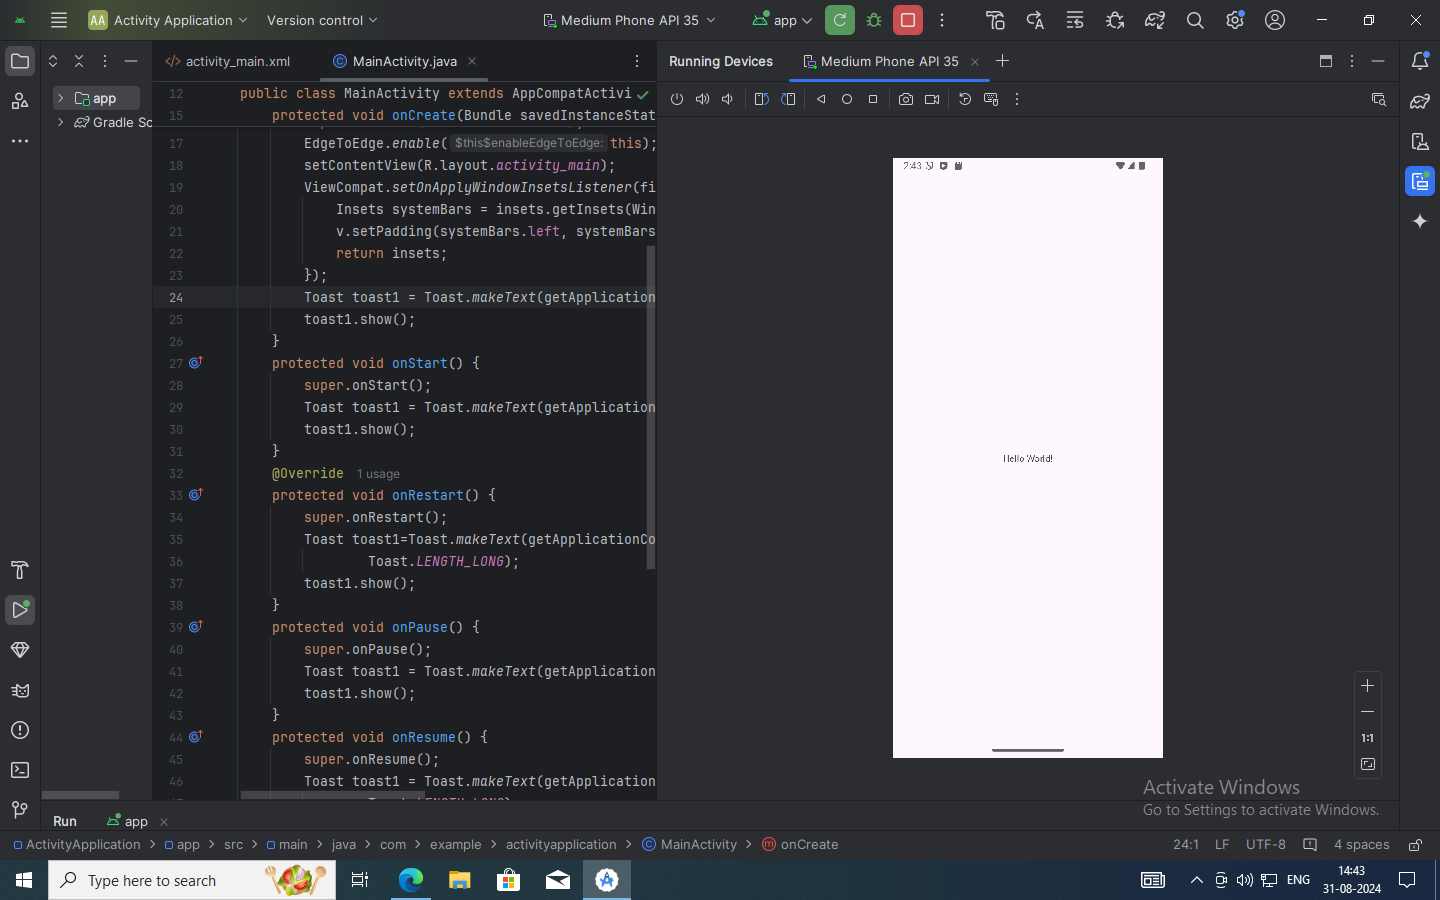 AA Activity Application Version control Medium Phone API 35 app
activity_main.xml MainActivity.java Running Devices Medium Phone API 35
app
Gradle Sc
12 public class MainActivity extends AppCompatActivi
15 protected void onCreate(Bundle savedInstanceStat
17 EdgeToEdge.enable( $this$enableEdgeToEdge: this);
18 setContentView(R.layout.activity_main);
19 ViewCompat.setOnApplyWindowInsetsListener(fi
20 Insets systemBars = insets.getInsets(Win
21 v.setPadding(systemBars.left, systemBars
22 return insets;
23 });
24 Toast toast1 = Toast.makeText(getApplication
25 toast1.show();
26 }
27 protected void onStart() {
28 super.onStart();
29 Toast toast1 = Toast.makeText(getApplication
30 toast1.show();
31 }
32 @Override 1 usage
33 protected void onRestart() {
34 super.onRestart();
35 Toast toast1=Toast.makeText(getApplicationCo
36 Toast.LENGTH_LONG);
37 toast1.show();
38 }
39 protected void onPause() {
40 super.onPause();
41 Toast toast1 = Toast.makeText(getApplication
42 toast1.show();
43 }
44 protected void onResume() {
45 super.onResume();
46 Toast toast1 = Toast.makeText(getApplication
2:43
Hello World!
1:1
Activate Windows
Go to Settings to activate Windows.
Run app
ActivityApplication > app > src > main > java > com > example > activityapplication > MainActivity > onCreate 24:1 LF UTF-8 4 spaces
Type here to search ENG 14:43
31-08-2024